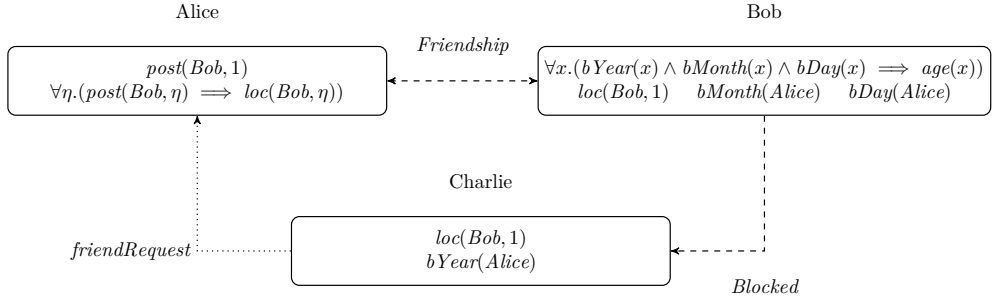 Alice
Bob
Friendship
post(Bob, 1)
∀η.(post(Bob, η) ⟹ loc(Bob, η))
∀x.(bYear(x) ∧ bMonth(x) ∧ bDay(x) ⟹ age(x))
loc(Bob, 1) bMonth(Alice) bDay(Alice)
Charlie
friendRequest
loc(Bob, 1)
bYear(Alice)
Blocked